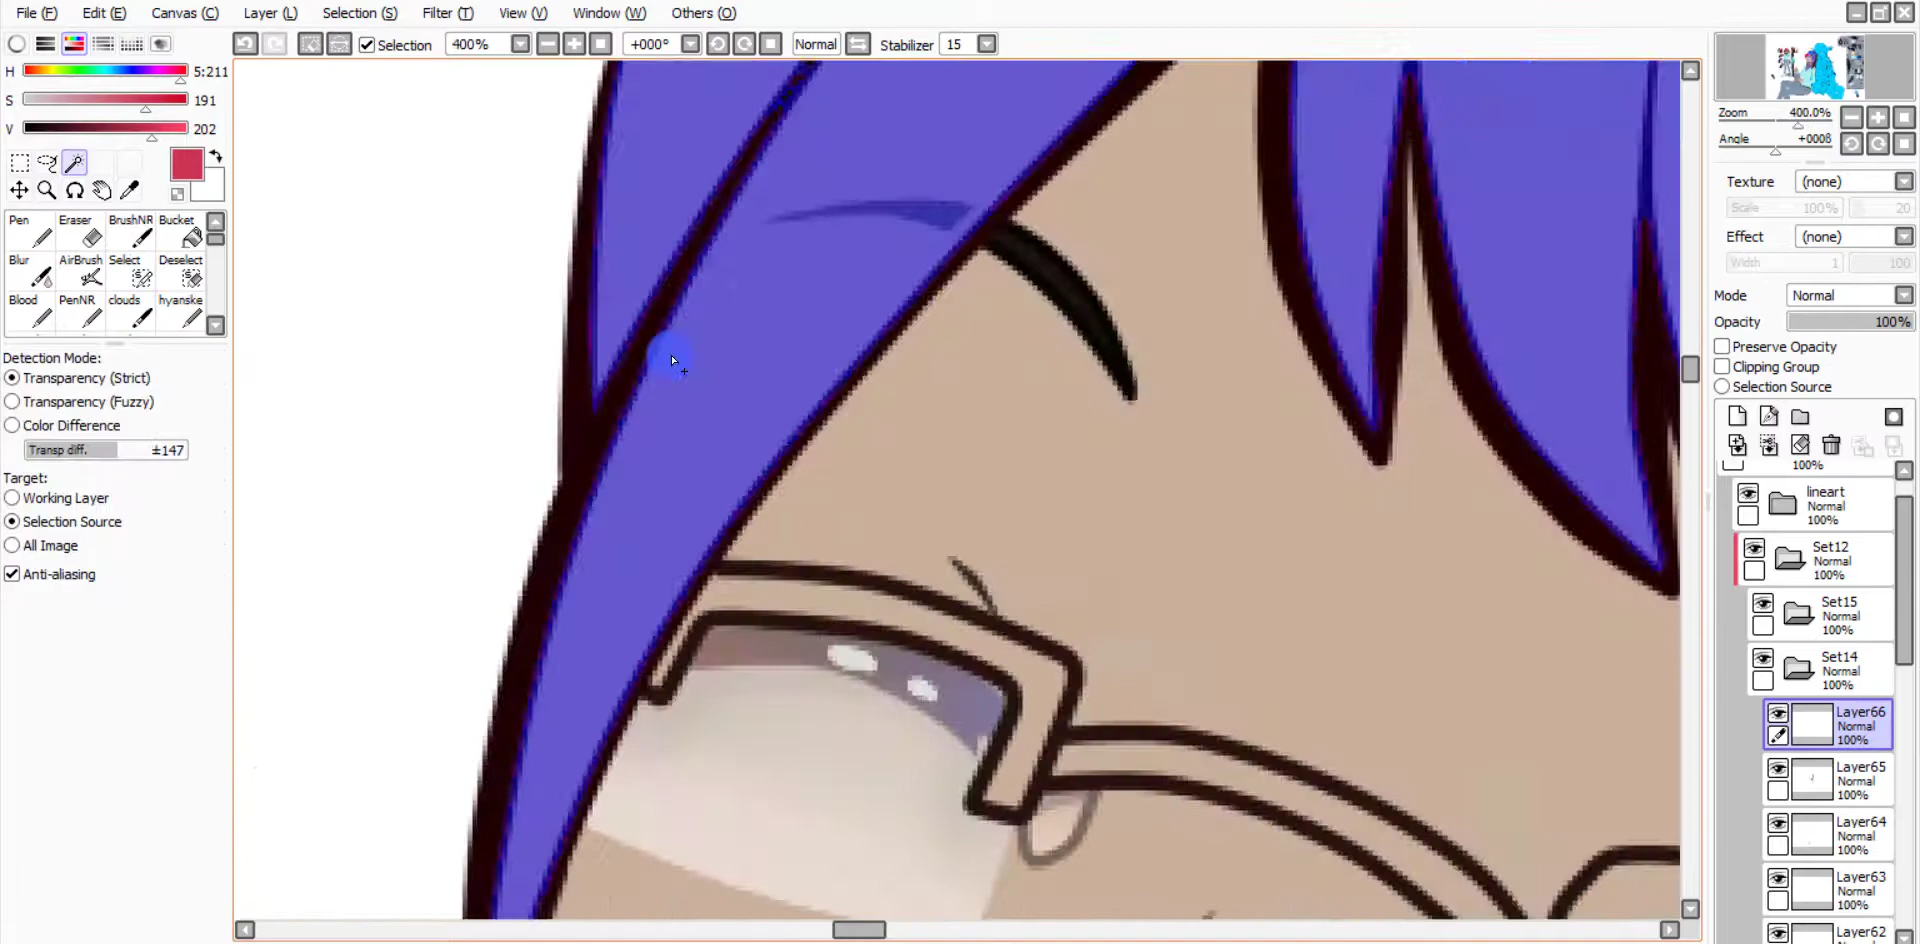 File (F) Edit (E) Canvas (C) Layer (L) Selection (S) Filter (T) View (V) Window (W) Others (O)
Selection 400% +000° Normal Stabilizer 15
H 5:211
S 191
V 202
Pen Eraser BrushNR Bucket
Blur AirBrush Select Deselect
Blood PenNR clouds hyanske
Detection Mode:
Transparency (Strict)
Transparency (Fuzzy)
Color Difference
Transp diff. ±147
Target:
Working Layer
Selection Source
All Image
Anti-aliasing
Zoom 400.0%
Angle +000ß
Texture (none)
Scale 100% 20
Effect (none)
Width 1 100
Mode Normal
Opacity 100%
Preserve Opacity
Clipping Group
Selection Source
100%
lineart
Normal
100%
Set12
Normal
100%
Set15
Normal
100%
Set14
Normal
100%
Layer66
Normal
100%
Layer65
Normal
100%
Layer64
Normal
100%
Layer63
Normal
100%
Layer62